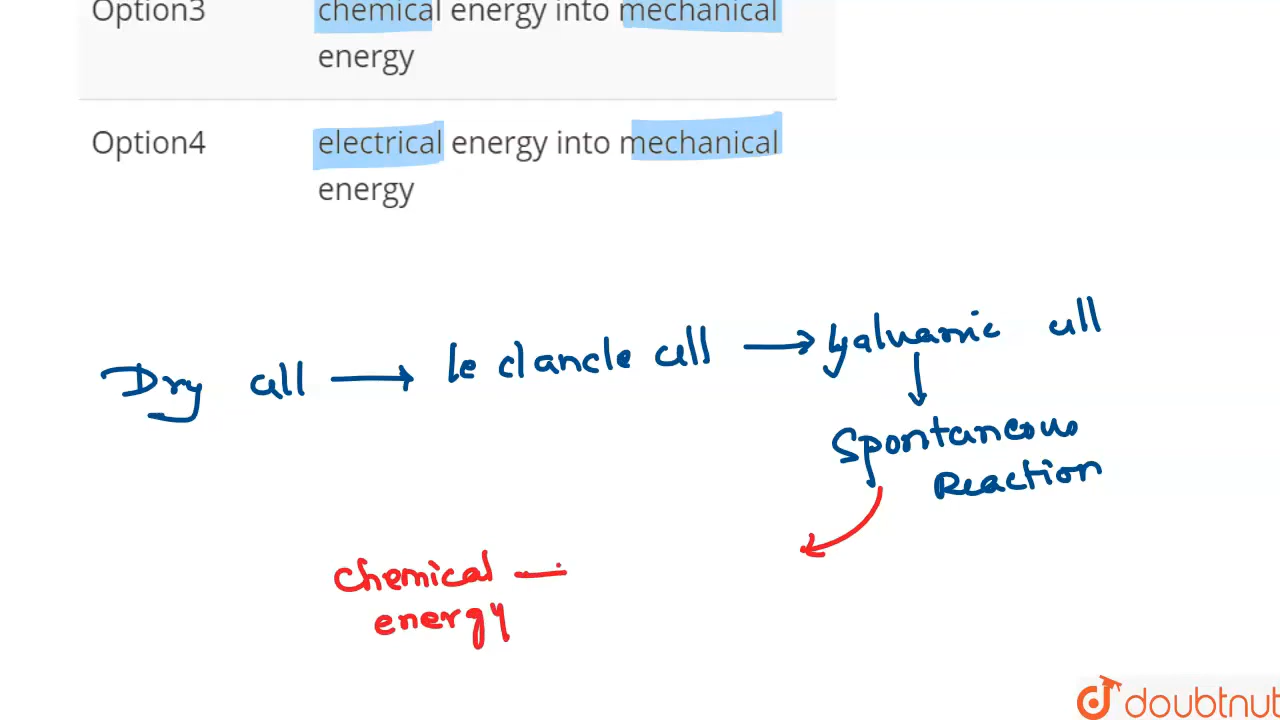 Option3 chemical energy into mechanical
energy
Option4 electrical energy into mechanical
energy
Dry cell → le clancle cell → Galvanic cell
Spontaneous
Reaction
Chemical
energy
doubtnut